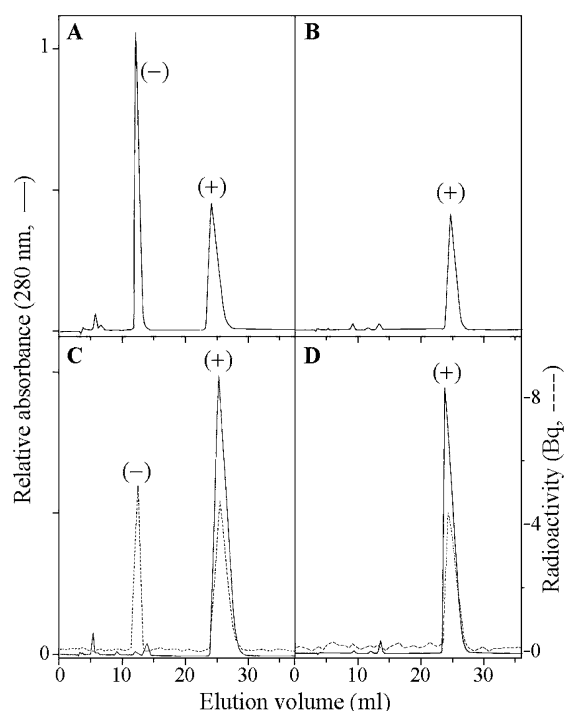 A
B
1
(−)
(+)
(+)
C
D
(+)
(+)
(−)
-8
-4
-0
0
0 10 20 30 0 10 20 30
Relative absorbance (280 nm, —)
Radioactivity (Bq, ----)
Elution volume (ml)